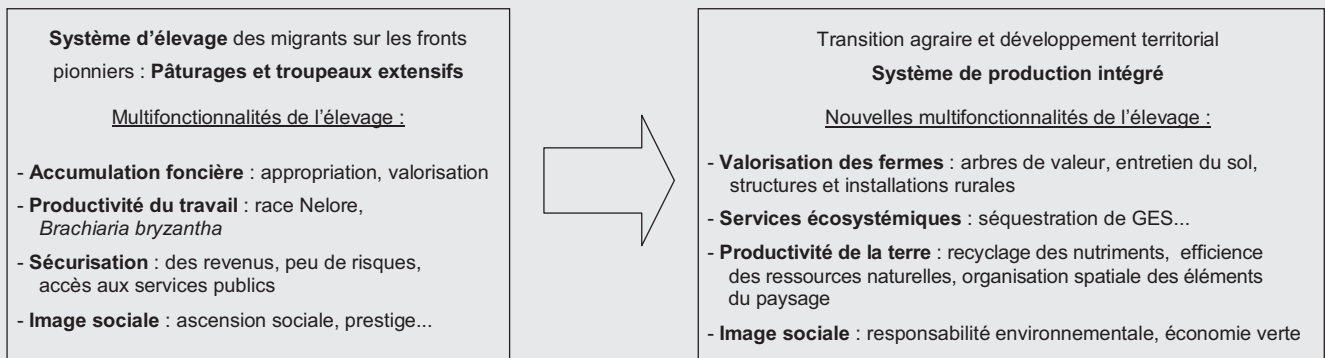 Système d'élevage des migrants sur les fronts
pionniers : Pâturages et troupeaux extensifs
Multifonctionnalités de l'élevage :
- Accumulation foncière : appropriation, valorisation
- Productivité du travail : race Nelore,
Brachiaria bryzantha
- Sécurisation : des revenus, peu de risques,
accès aux services publics
- Image sociale : ascension sociale, prestige...
Transition agraire et développement territorial
Système de production intégré
Nouvelles multifonctionnalités de l'élevage :
- Valorisation des fermes : arbres de valeur, entretien du sol,
structures et installations rurales
- Services écosystémiques : séquestration de GES...
- Productivité de la terre : recyclage des nutriments, efficience
des ressources naturelles, organisation spatiale des éléments
du paysage
- Image sociale : responsabilité environnementale, économie verte